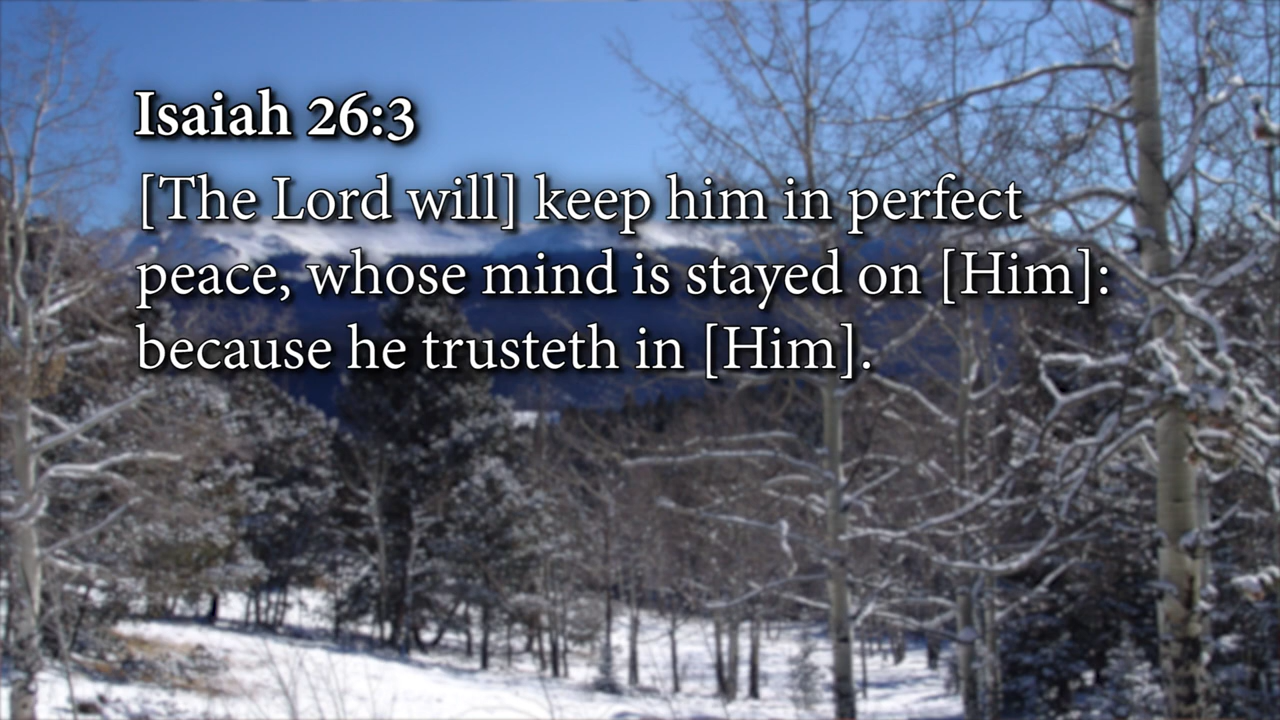 Isaiah 26:3
[The Lord will] keep him in perfect
peace, whose mind is stayed on [Him]:
because he trusteth in [Him].